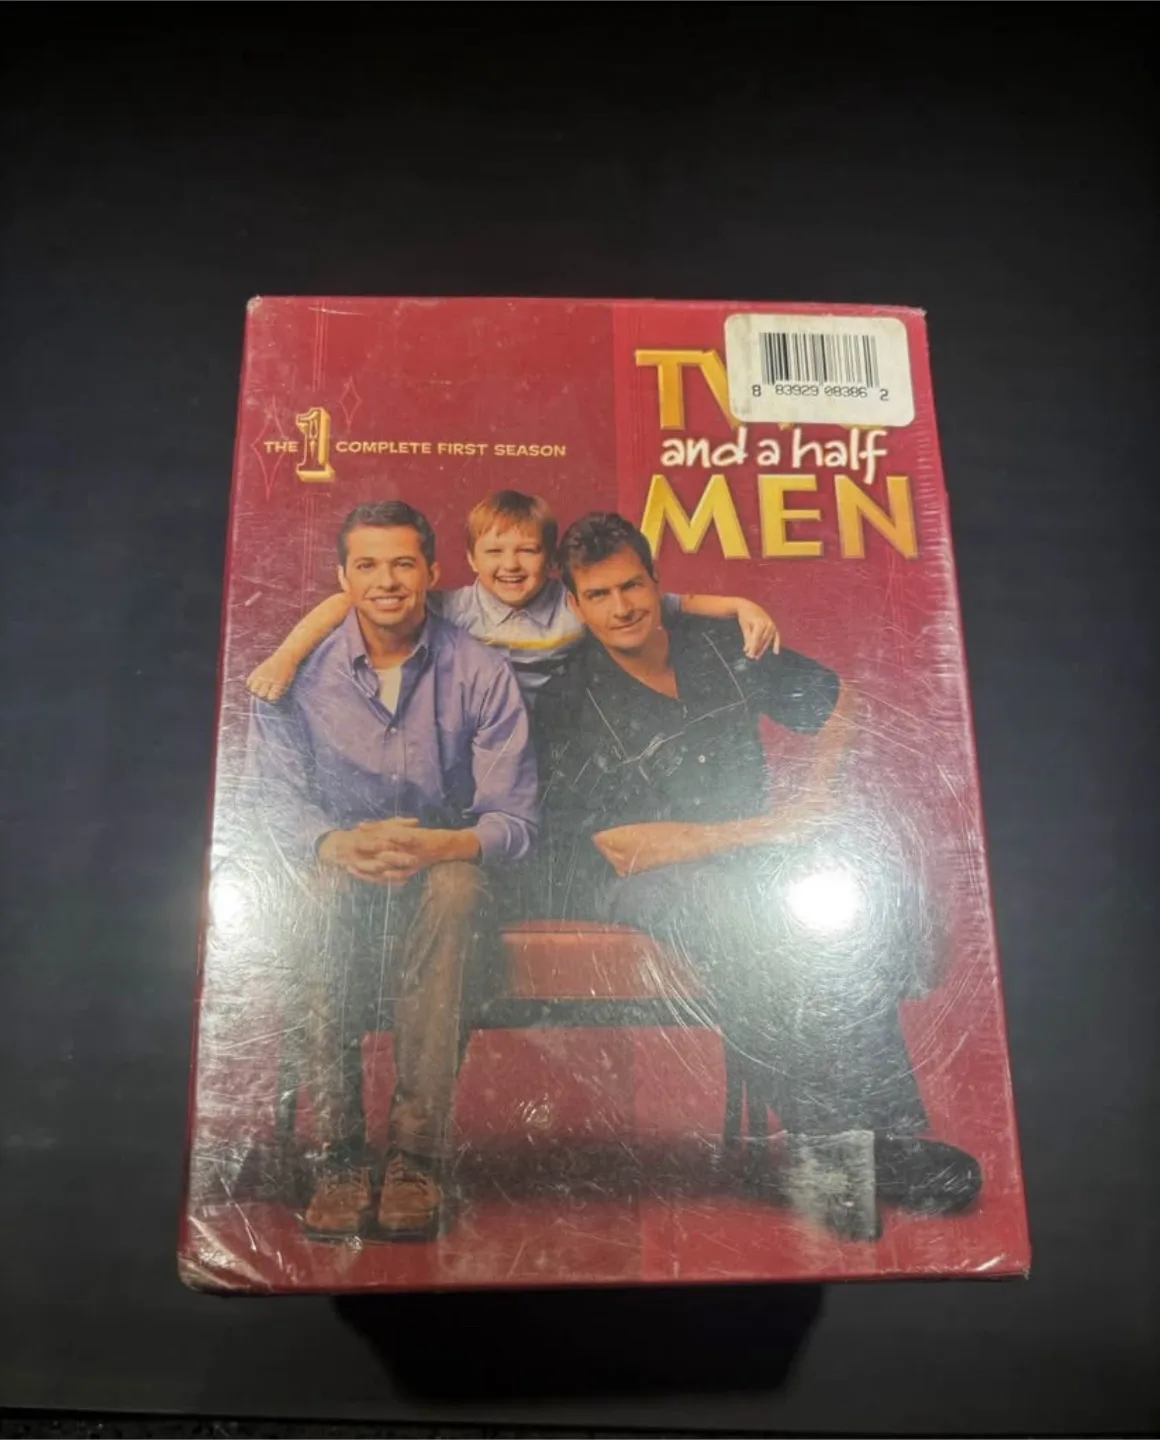 8 83929 08386 2
THE 1 COMPLETE FIRST SEASON
and a half
MEN